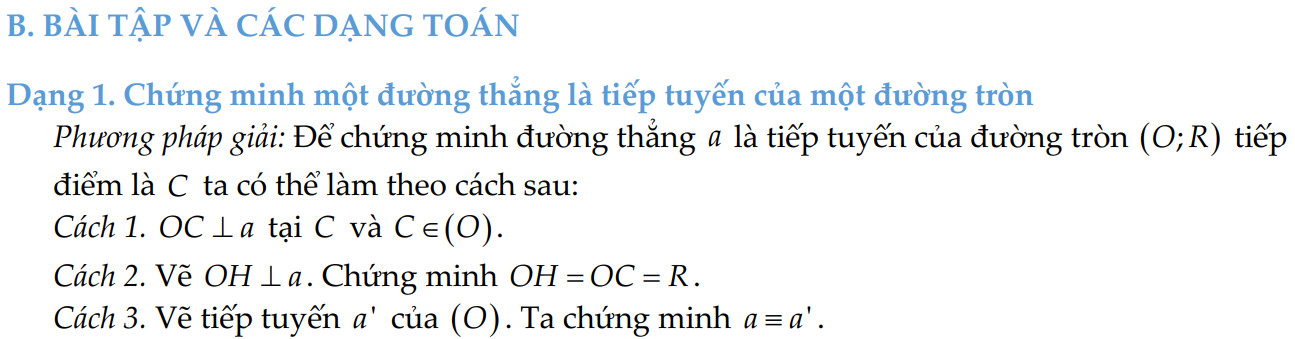 B. BÀI TẬP VÀ CÁC DẠNG TOÁN
Dạng 1. Chứng minh một đường thẳng là tiếp tuyến của một đường tròn
Phương pháp giải: Để chứng minh đường thẳng a là tiếp tuyến của đường tròn (O; R) tiếp
điểm là C ta có thể làm theo cách sau:
Cách 1. OC ⊥ a tại C và C ∈ (O).
Cách 2. Vẽ OH ⊥ a. Chứng minh OH = OC = R.
Cách 3. Vẽ tiếp tuyến a' của (O). Ta chứng minh a ≡ a'.